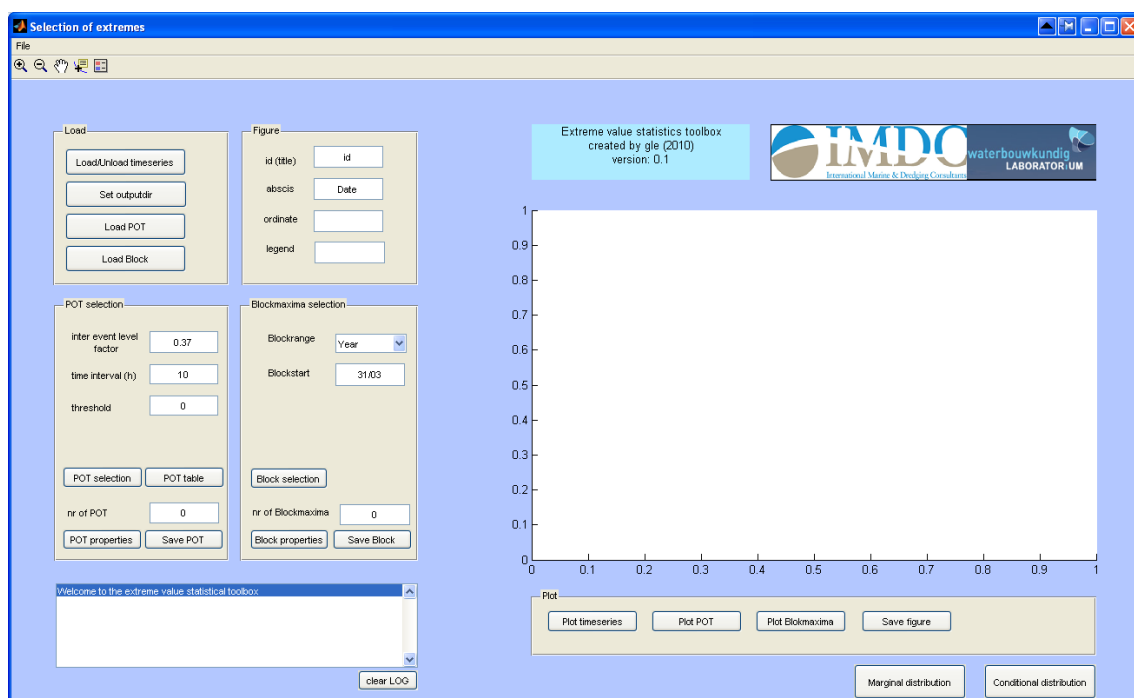 Selection of extremes
File
Load
Load/Unload timeseries
Set outputdir
Load POT
Load Block
Figure
id (title)
id
abscis
Date
ordinate
legend
Extreme value statistics toolbox
created by gle (2010)
version: 0.1
IMDC
International Marine & Dredging Consultants
waterbouwkundig
LABORATORIUM
POT selection
inter event level
factor
0.37
time interval (h)
10
threshold
0
POT selection
POT table
nr of POT
0
POT properties
Save POT
Blockmaxima selection
Blockrange
Year
Blockstart
31/03
Block selection
nr of Blockmaxima
0
Block properties
Save Block
1
0.9
0.8
0.7
0.6
0.5
0.4
0.3
0.2
0.1
0
0 0.1 0.2 0.3 0.4 0.5 0.6 0.7 0.8 0.9 1
Welcome to the extreme value statistical toolbox
clear LOG
Plot
Plot timeseries
Plot POT
Plot Blokmaxima
Save figure
Marginal distribution
Conditional distribution